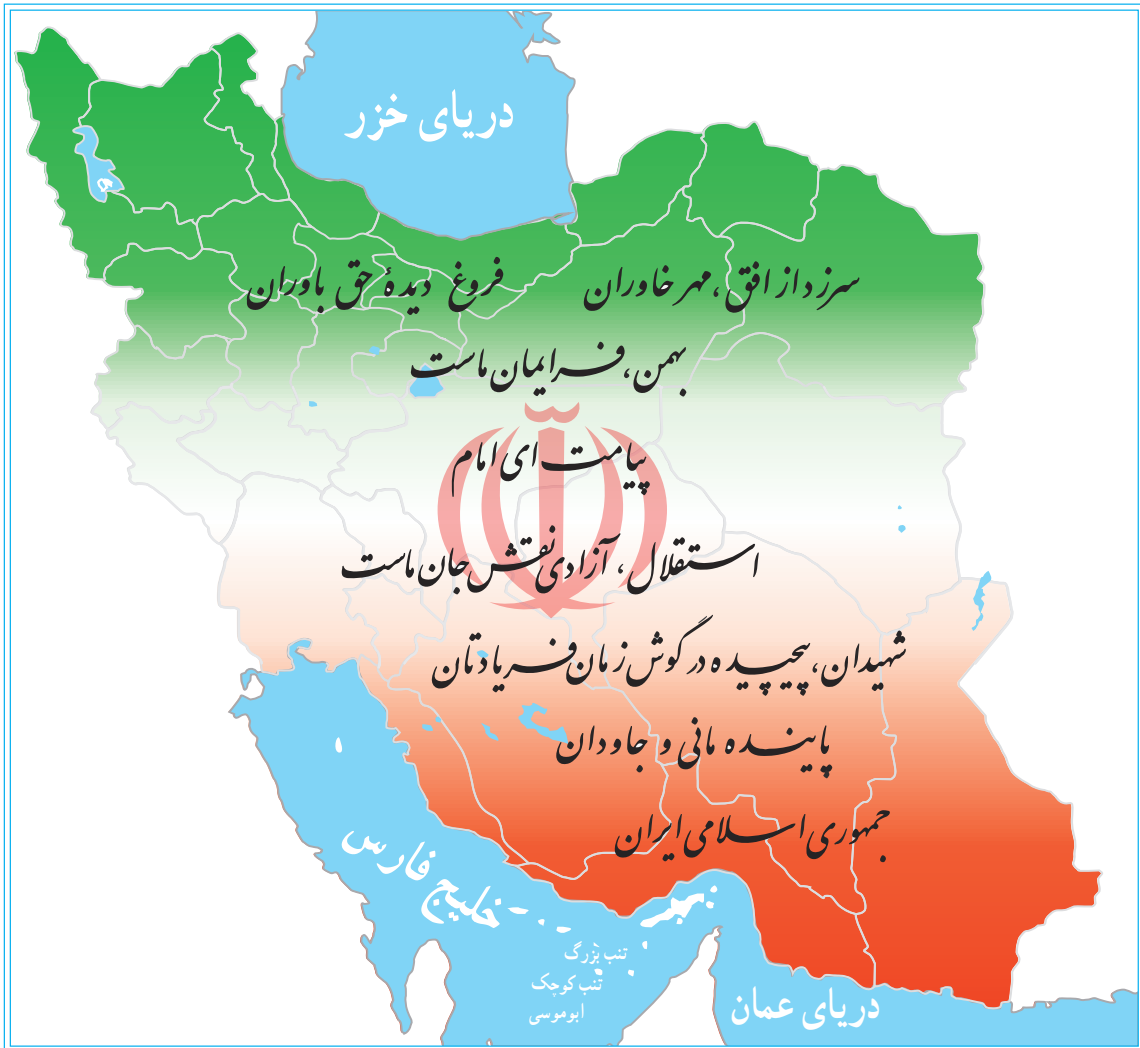 دریای خزر
سرزد از افق، مهر خاوران فروغ دیدهٔ حق باوران
بهمن، فر ایمان ماست
پیامت ای امام
استقلال، آزادی نقش جان ماست
شهیدان، پیچیده در گوش زمان فریادتان
پاینده مانی و جاودان
جمهوری اسلامی ایران
خلیج فارس
تنب بزرگ
تنب کوچک
ابوموسی
دریای عمان